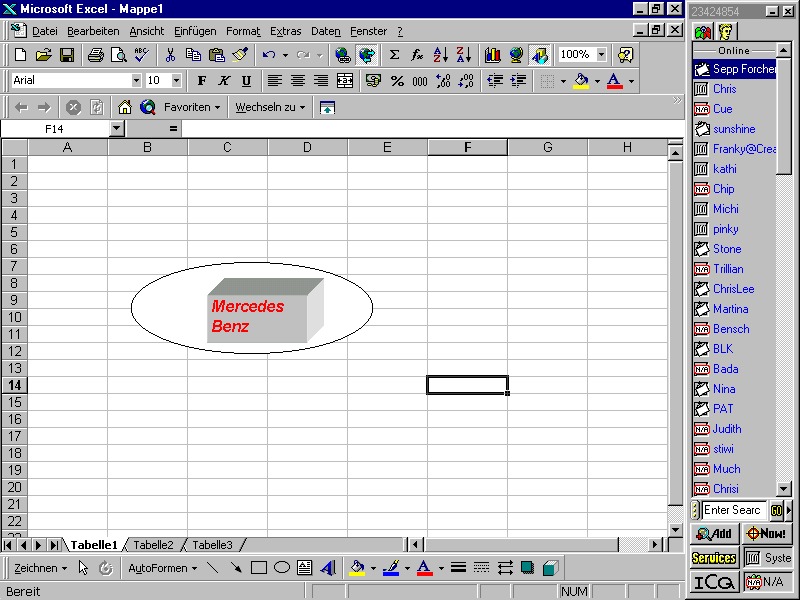 Microsoft Excel - Mappe1
Datei Bearbeiten Ansicht Einfügen Format Extras Daten Fenster ?
Σ fx 100%
Arial 10 F K U % 000
Favoriten Wechseln zu
F14 =
A B C D E F G H
1
2
3
4
5
6
7
8
9
10
11
12
13
14
15
16
17
18
19
20
21
22
Mercedes
Benz
Tabelle1 Tabelle2 Tabelle3
Zeichnen AutoFormen
Bereit NUM
23424854
Online
Sepp Forcher
Chris
Cue
sunshine
Franky@Crea
kathi
Chip
Michi
pinky
Stone
Trillian
ChrisLee
Martina
Bensch
BLK
Bada
Nina
PAT
Judith
stiwi
Much
Chrisi
Enter Searc GO
Add Now!
Services Syste
ICQ N/A